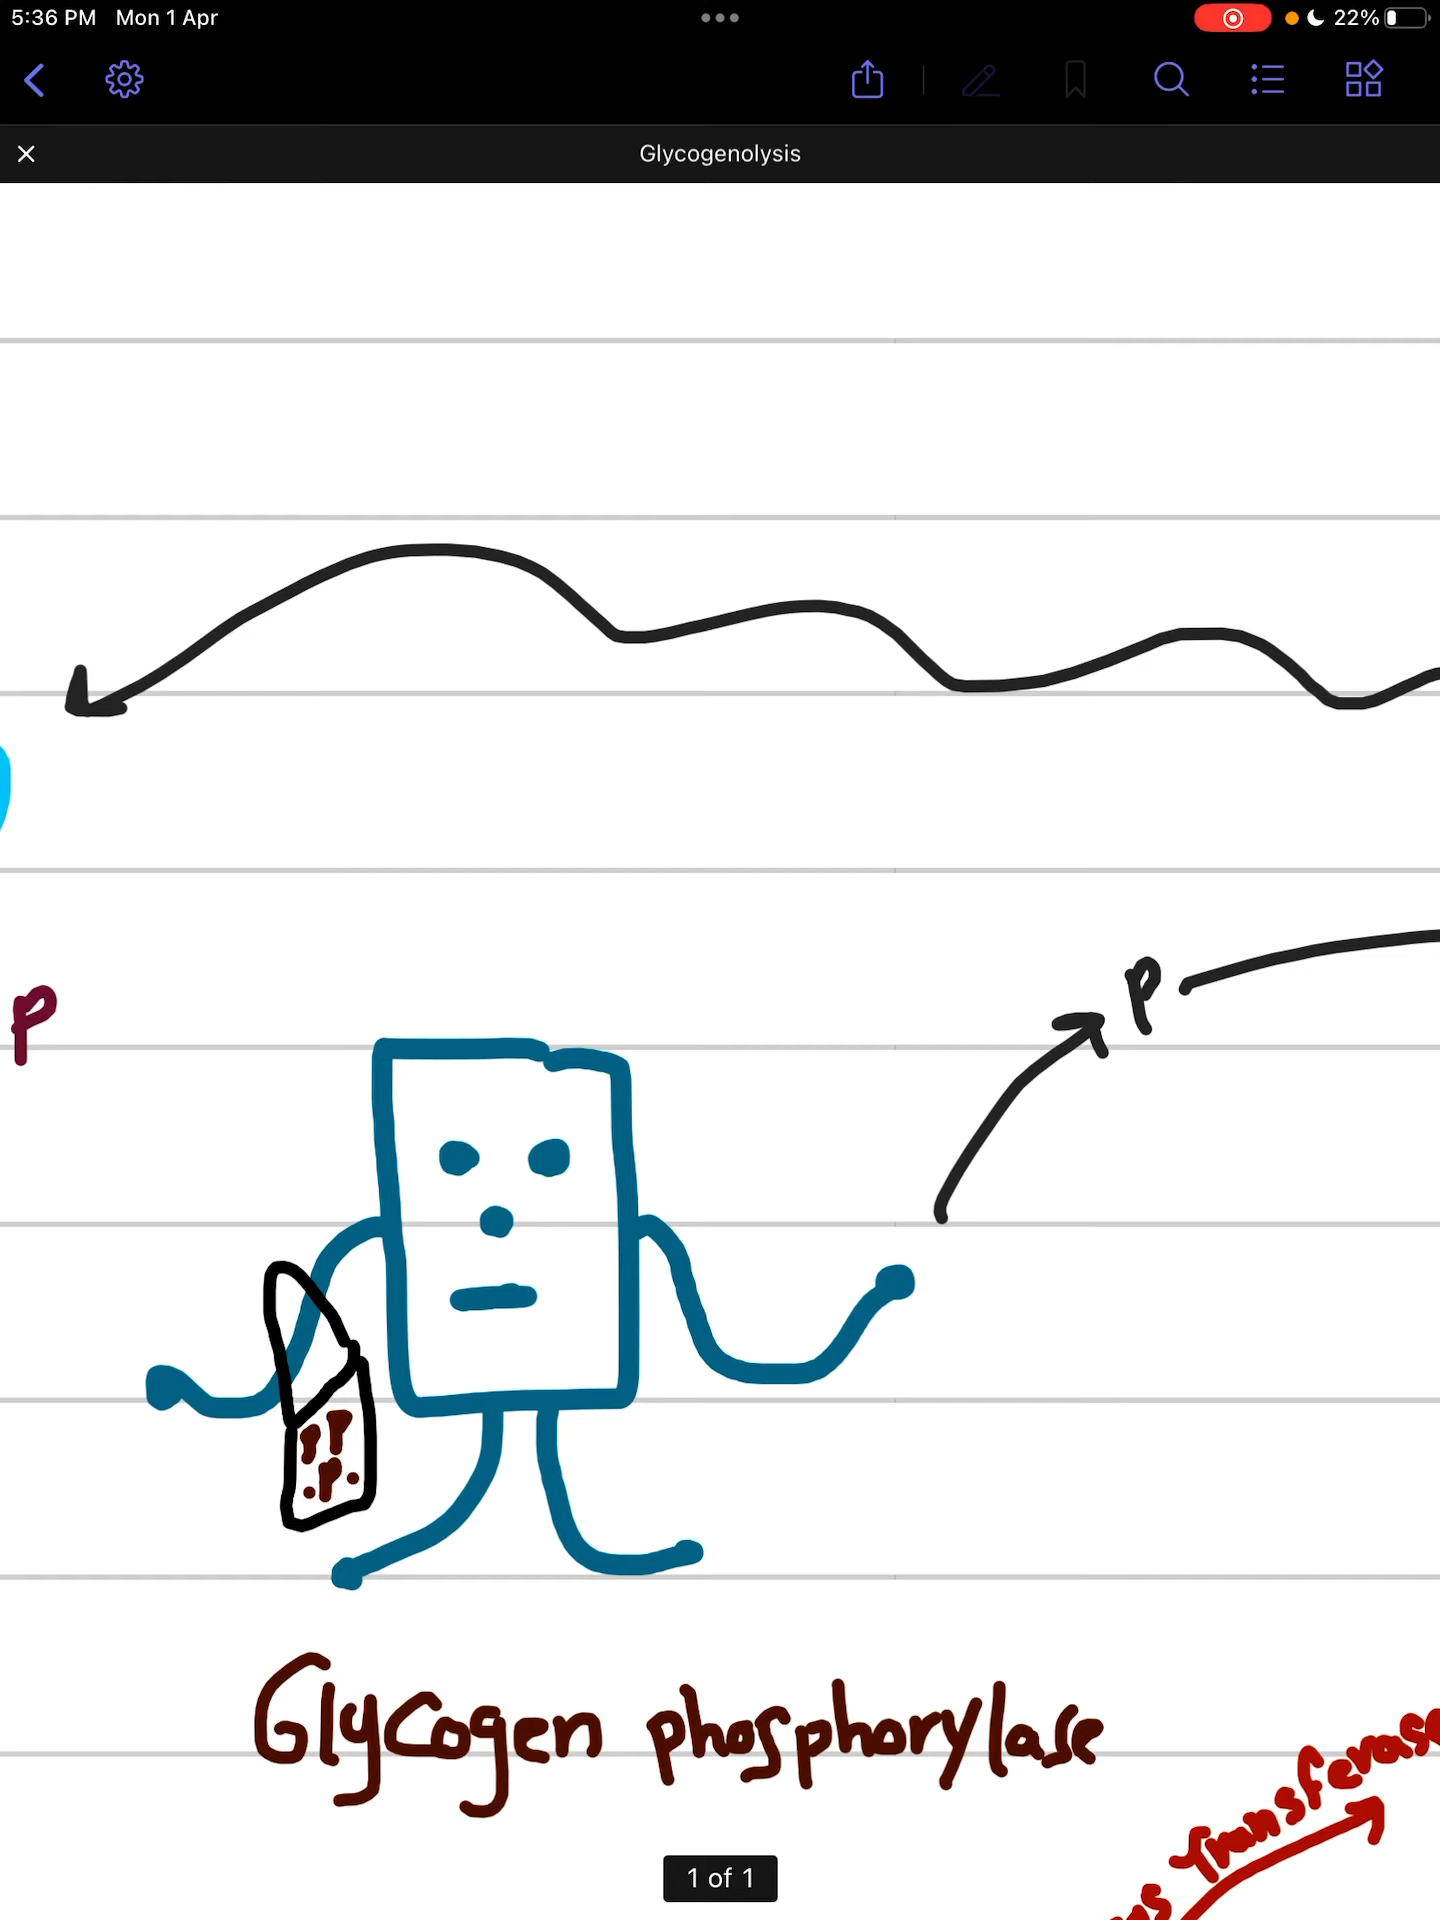 5:36 PM Mon 1 Apr 22%
Glycogenolysis
P
P
P P
P
Glycogen phosphorylase
Transferase
1 of 1